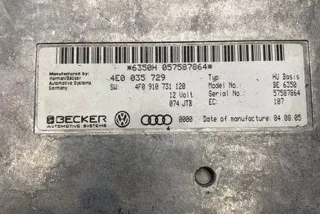 *6350H 057587864*
Manufactured by:
Harman/Becker
Automotive Systems
Germany
4E0 035 729
Typ: HU Basis
SW: 4F0 910 731 128
Model No.: BE 6350
12 Volt
Serial No.: 57587864
074 JTB
EC: 107
BECKER
AUTOMOTIVE SYSTEMS
0000
Date of manufacture: 04.08.05